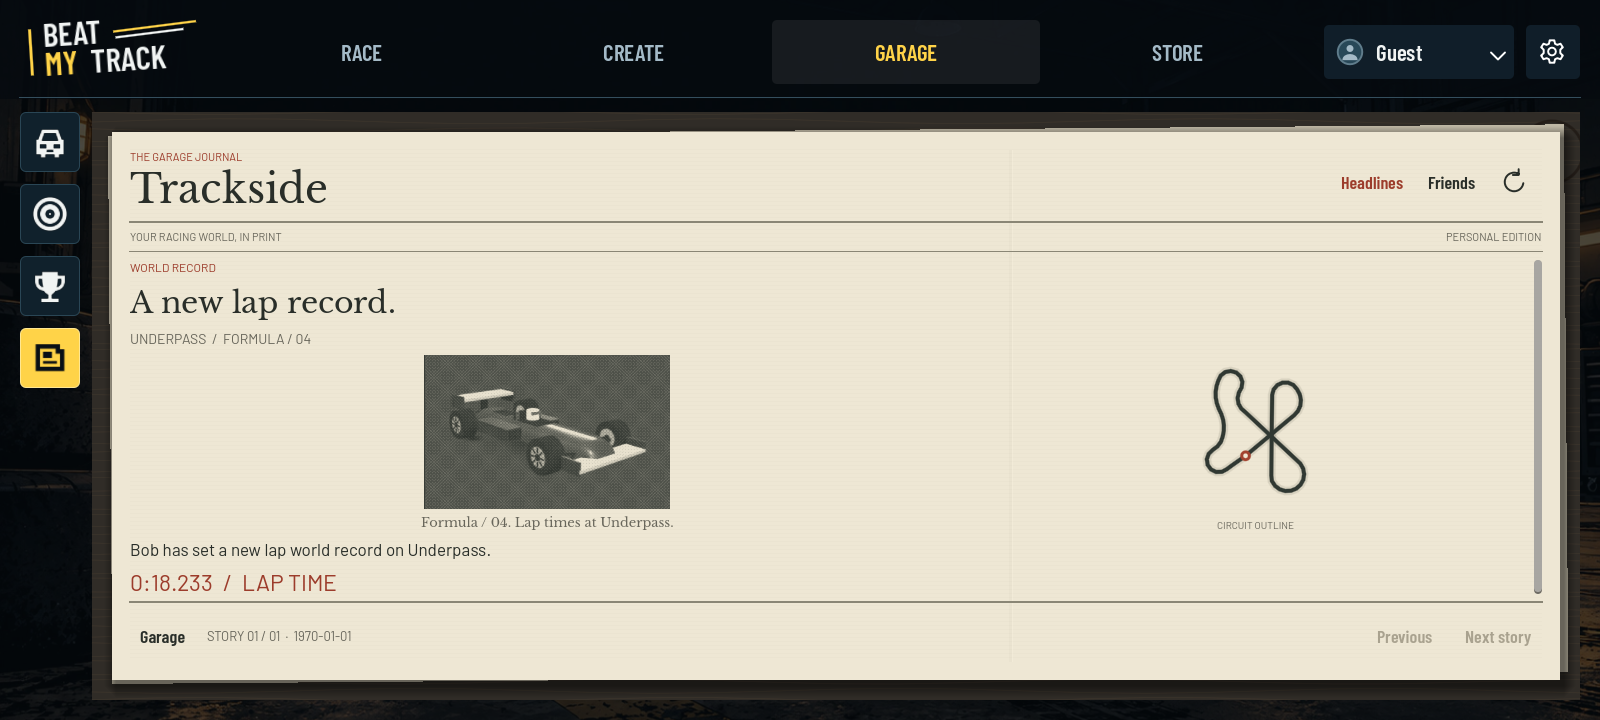 BEAT
MY TRACK
RACE
CREATE
GARAGE
STORE
Guest
THE GARAGE JOURNAL
Trackside
Headlines
Friends
YOUR RACING WORLD, IN PRINT
PERSONAL EDITION
WORLD RECORD
A new lap record.
UNDERPASS / FORMULA / 04
Formula / 04. Lap times at Underpass.
CIRCUIT OUTLINE
Bob has set a new lap world record on Underpass.
0:18.233 / LAP TIME
Garage
STORY 01 / 01 · 1970-01-01
Previous
Next story